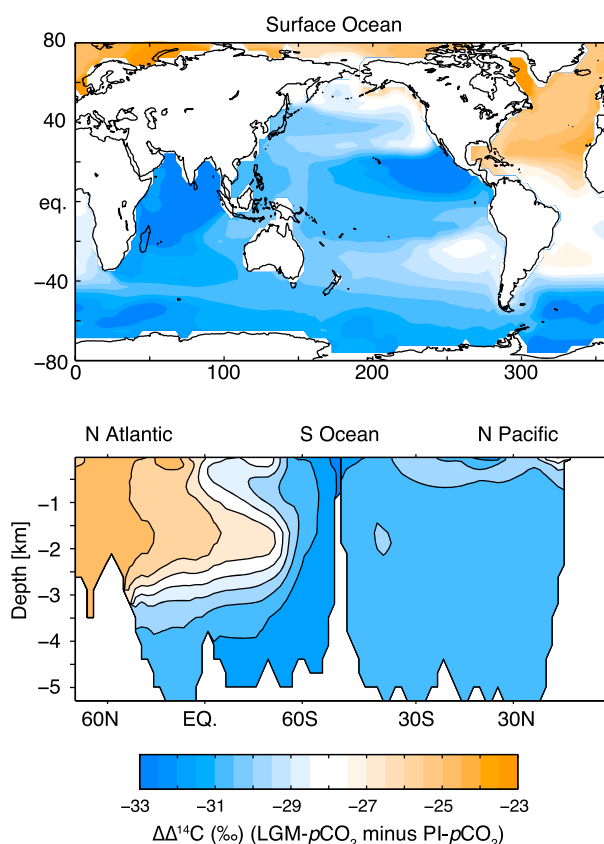 Surface Ocean
80
40
eq.
−40
−80
0 100 200 300
N Atlantic S Ocean N Pacific
Depth [km]
−1
−2
−3
−4
−5
60N EQ. 60S 30S 30N
−33 −31 −29 −27 −25 −23
ΔΔ¹⁴C (‰) (LGM-pCO₂ minus PI-pCO₂)